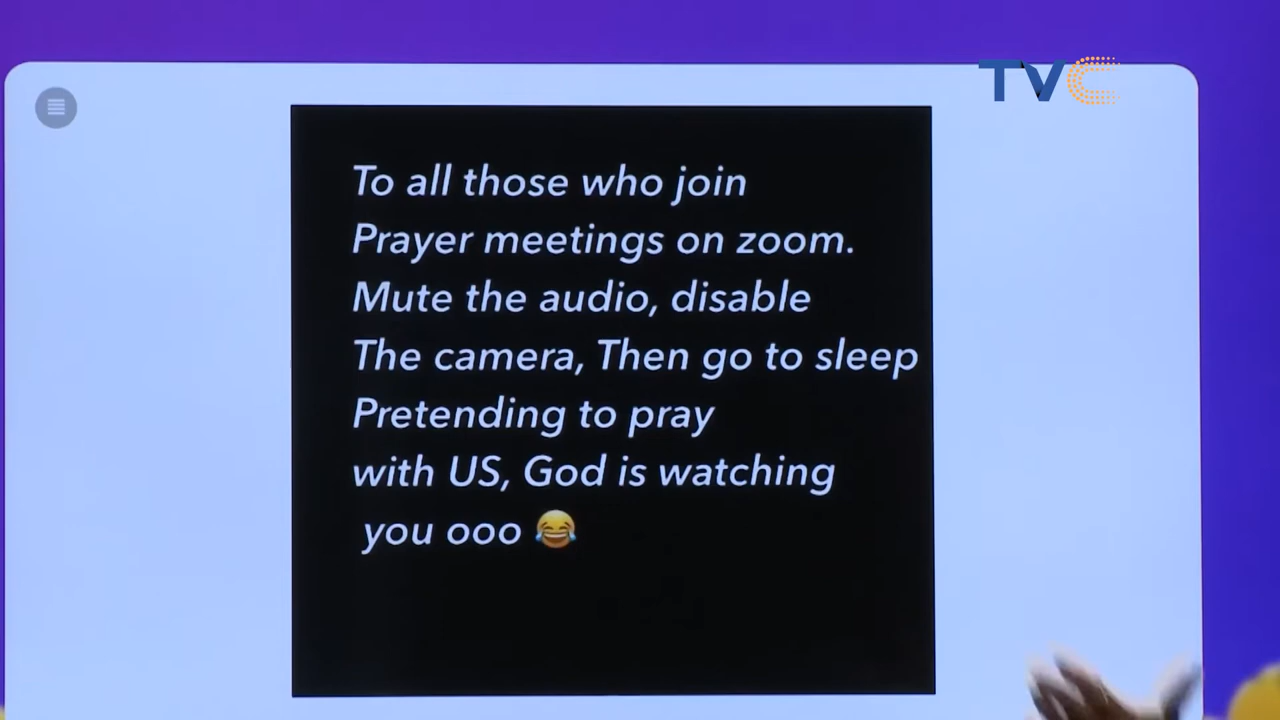 TVC
To all those who join
Prayer meetings on zoom.
Mute the audio, disable
The camera, Then go to sleep
Pretending to pray
with US, God is watching
you ooo 😂